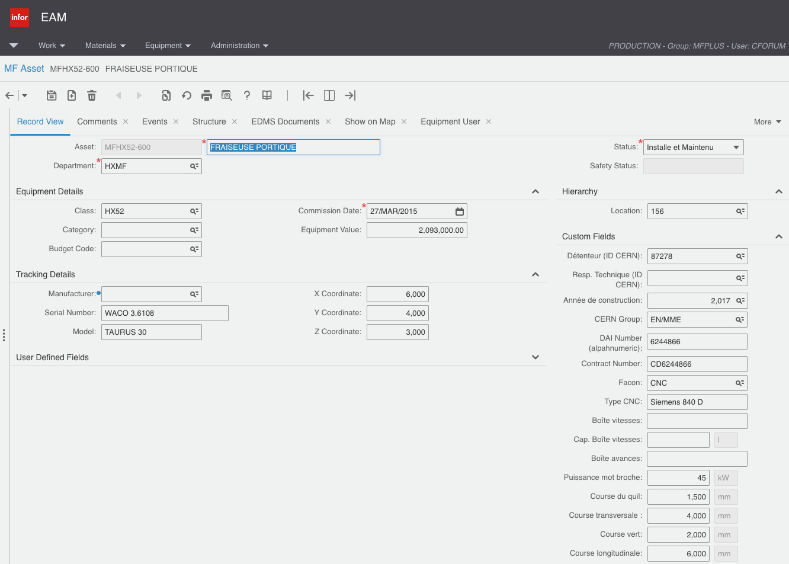 infor EAM
Work Materials Equipment Administration PRODUCTION - Group: MFPLUS - User: CFORUM
MF Asset MFHX52-600 FRAISEUSE PORTIQUE
Record View Comments × Events × Structure × EDMS Documents × Show on Map × Equipment User × More
Asset: MFHX52-600 * FRAISEUSE PORTIQUE
Status: * Installe et Maintenu
Department: * HXMF
Safety Status:
Equipment Details
Hierarchy
Class: HX52
Commission Date: * 27/MAR/2015
Location: 156
Category:
Equipment Value: 2,093,000.00
Custom Fields
Budget Code:
Détenteur (ID CERN): 87278
Tracking Details
Resp. Technique (ID CERN):
Manufacturer:
X Coordinate: 6,000
Année de construction: 2,017
Serial Number: WACO 3.6108
Y Coordinate: 4,000
CERN Group: EN/MME
Model: TAURUS 30
Z Coordinate: 3,000
DAI Number (alpahnumeric): 6244866
User Defined Fields
Contract Number: CD6244866
Facon: CNC
Type CNC: Siemens 840 D
Boîte vitesses:
Cap. Boîte vitesses: l
Boîte avances:
Puissance mot broche: 45 kW
Course du quil: 1,500 mm
Course transversale : 4,000 mm
Course vert: 2,000 mm
Course longitudinale: 6,000 mm